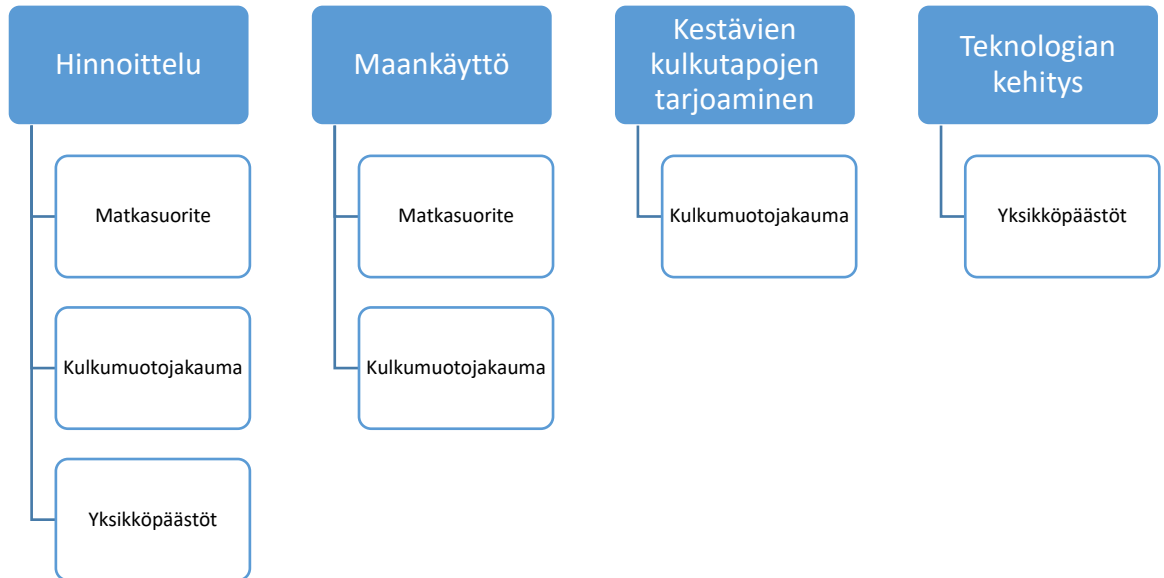 Hinnoittelu
Matkasuorite
Kulkumuotojakauma
Yksikköpäästöt
Maankäyttö
Matkasuorite
Kulkumuotojakauma
Kestävien
kulkutapojen
tarjoaminen
Kulkumuotojakauma
Teknologian
kehitys
Yksikköpäästöt